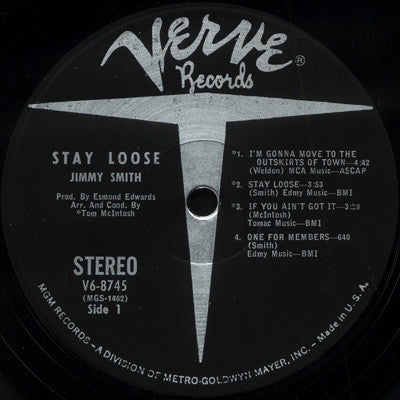 VERVE ®
Records
STAY LOOSE
JIMMY SMITH
Prod. By Esmond Edwards
Arr. and Cond. By
*Tom McIntosh
STEREO
V6-8745
(MGS-1462)
Side 1
*1. I'M GONNA MOVE TO THE
OUTSKIRTS OF TOWN—4:42
(Weldon) MCA Music—ASCAP
*2. STAY LOOSE—3:53
(Smith) Edmy Music—BMI
*3. IF YOU AIN'T GOT IT—3:28
(McIntosh)
Tomac Music—BMI
4. ONE FOR MEMBERS—640
(Smith)
Edmy Music—BMI
MGM RECORDS – A DIVISION OF METRO-GOLDWYN MAYER, INC. – Made in U.S.A.